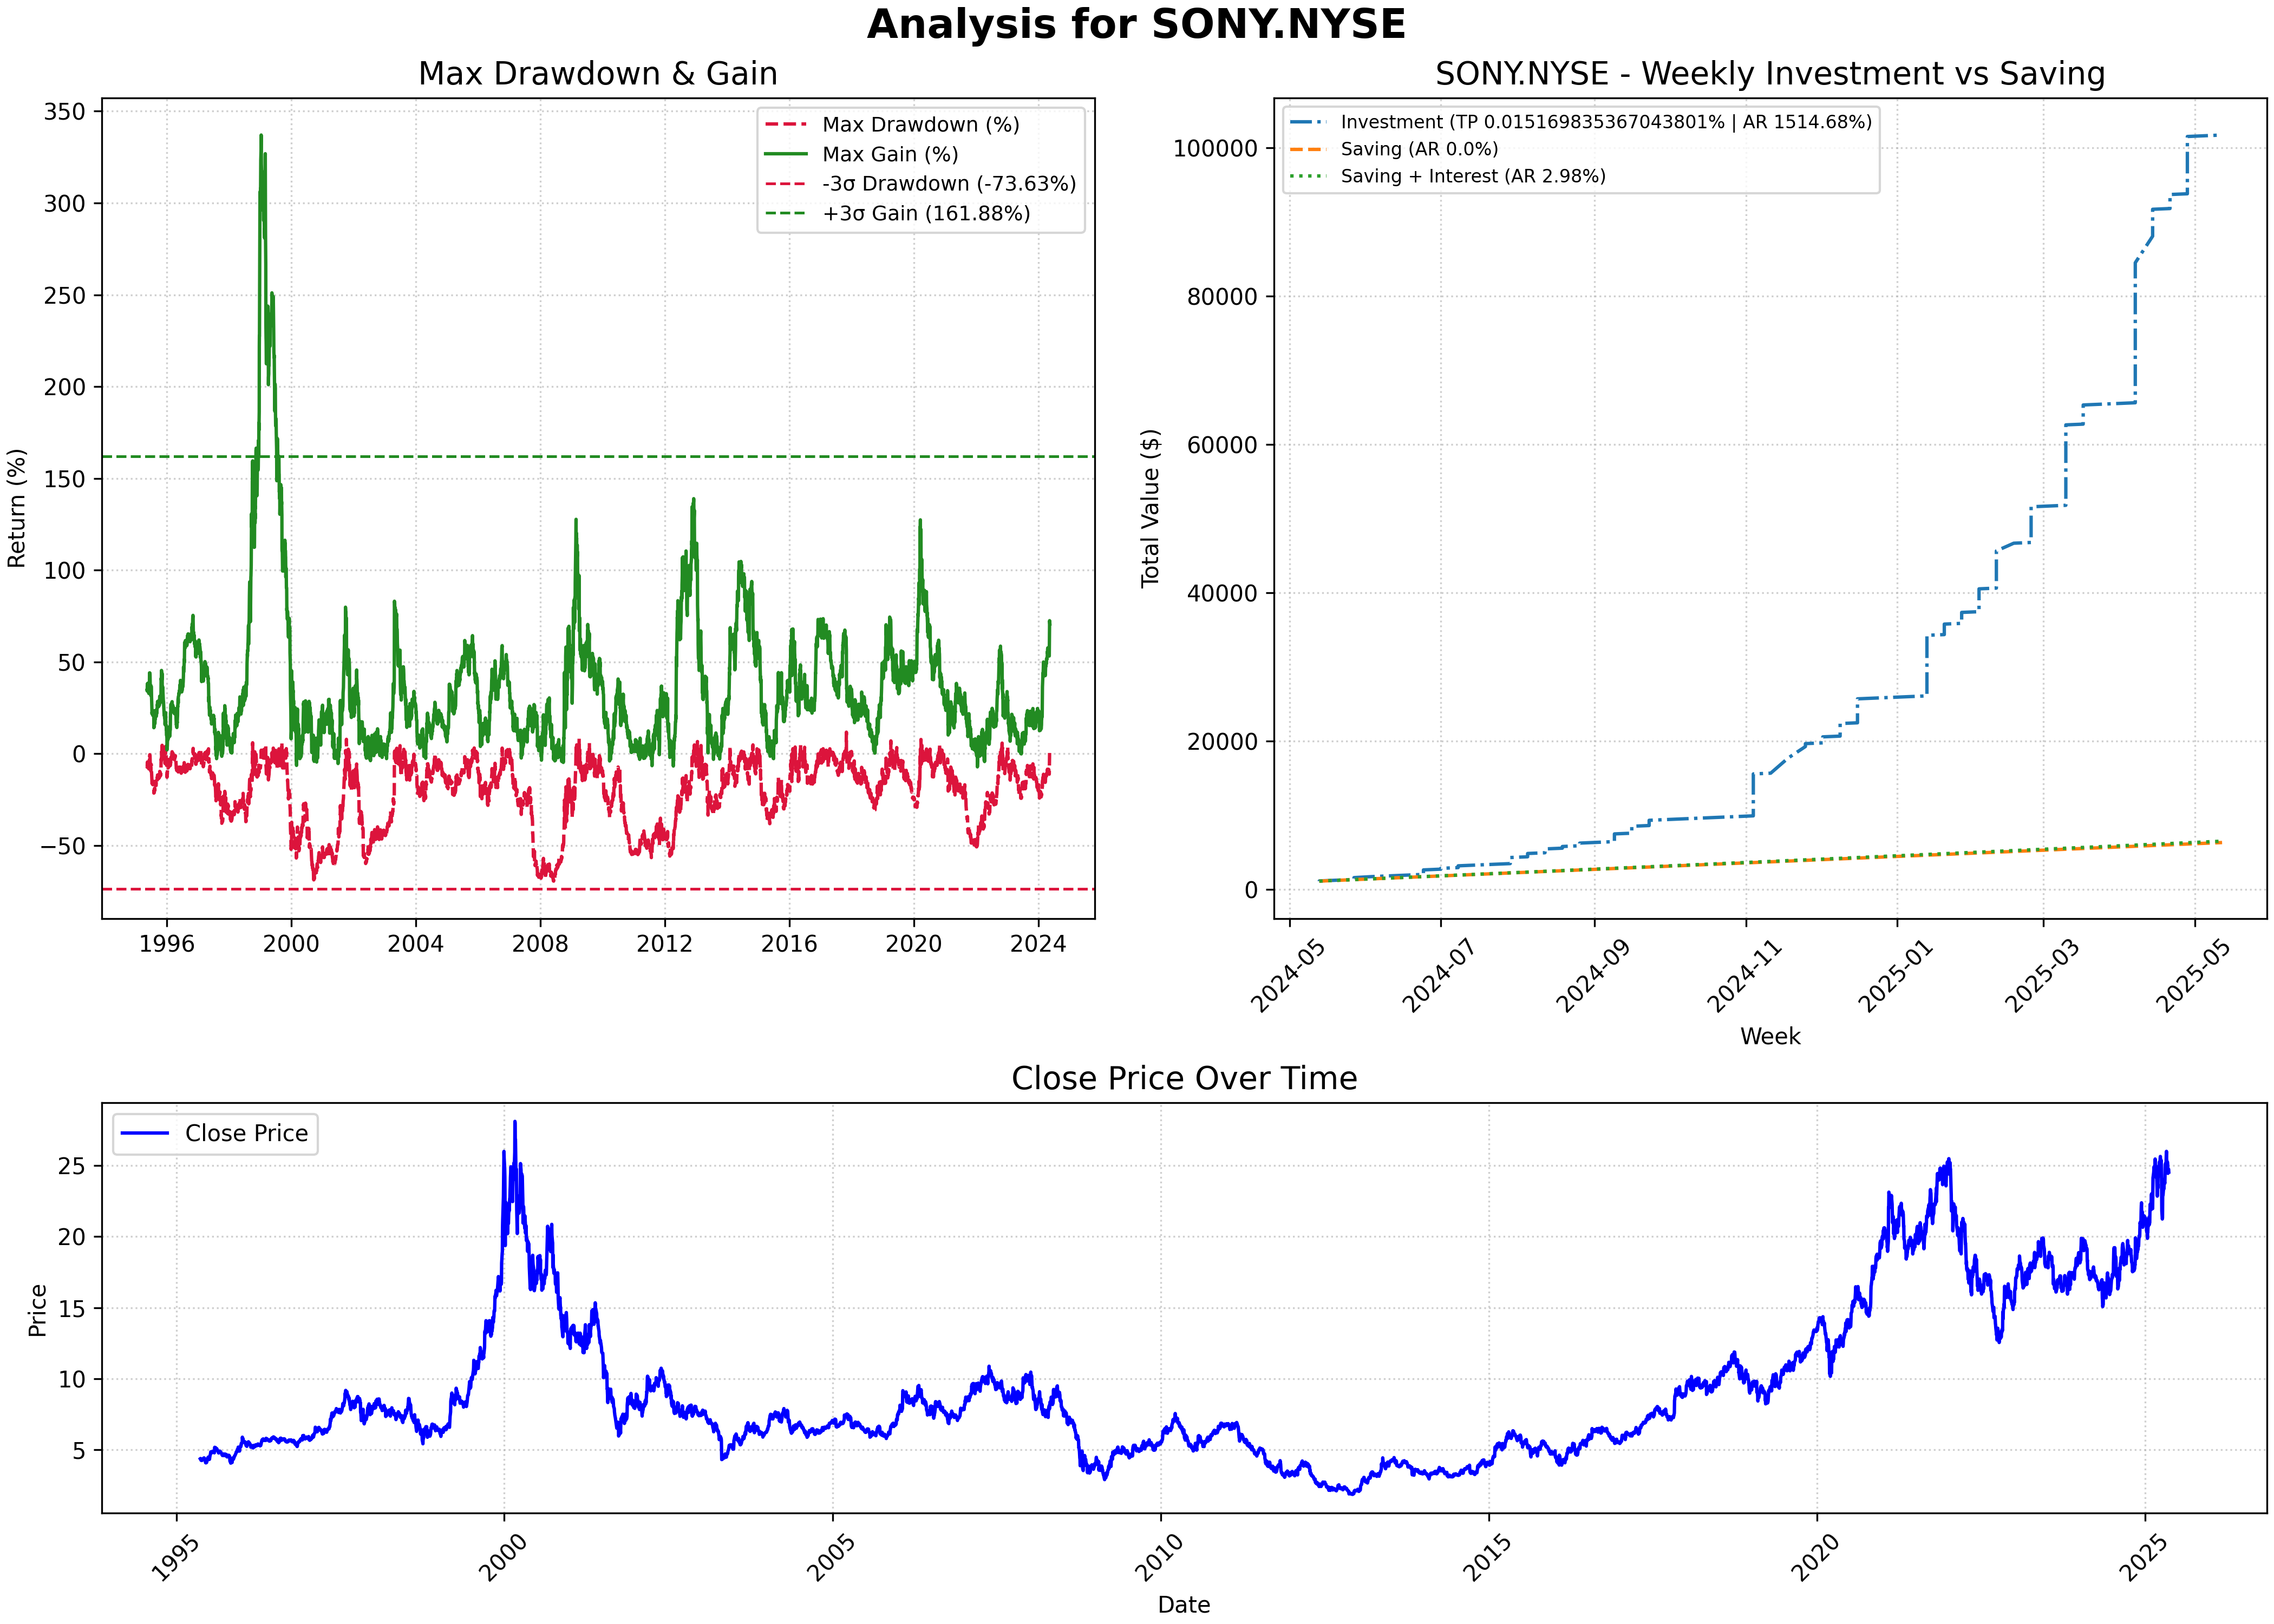 Analysis for SONY.NYSE
Max Drawdown & Gain
Return (%)
350
300
250
200
150
100
50
0
−50
1996 2000 2004 2008 2012 2016 2020 2024
Max Drawdown (%)
Max Gain (%)
-3σ Drawdown (-73.63%)
+3σ Gain (161.88%)
SONY.NYSE - Weekly Investment vs Saving
Total Value ($)
100000
80000
60000
40000
20000
0
Investment (TP 0.015169835367043801% | AR 1514.68%)
Saving (AR 0.0%)
Saving + Interest (AR 2.98%)
2024-05 2024-07 2024-09 2024-11 2025-01 2025-03 2025-05
Week
Close Price Over Time
Close Price
Price
25
20
15
10
5
1995 2000 2005 2010 2015 2020 2025
Date